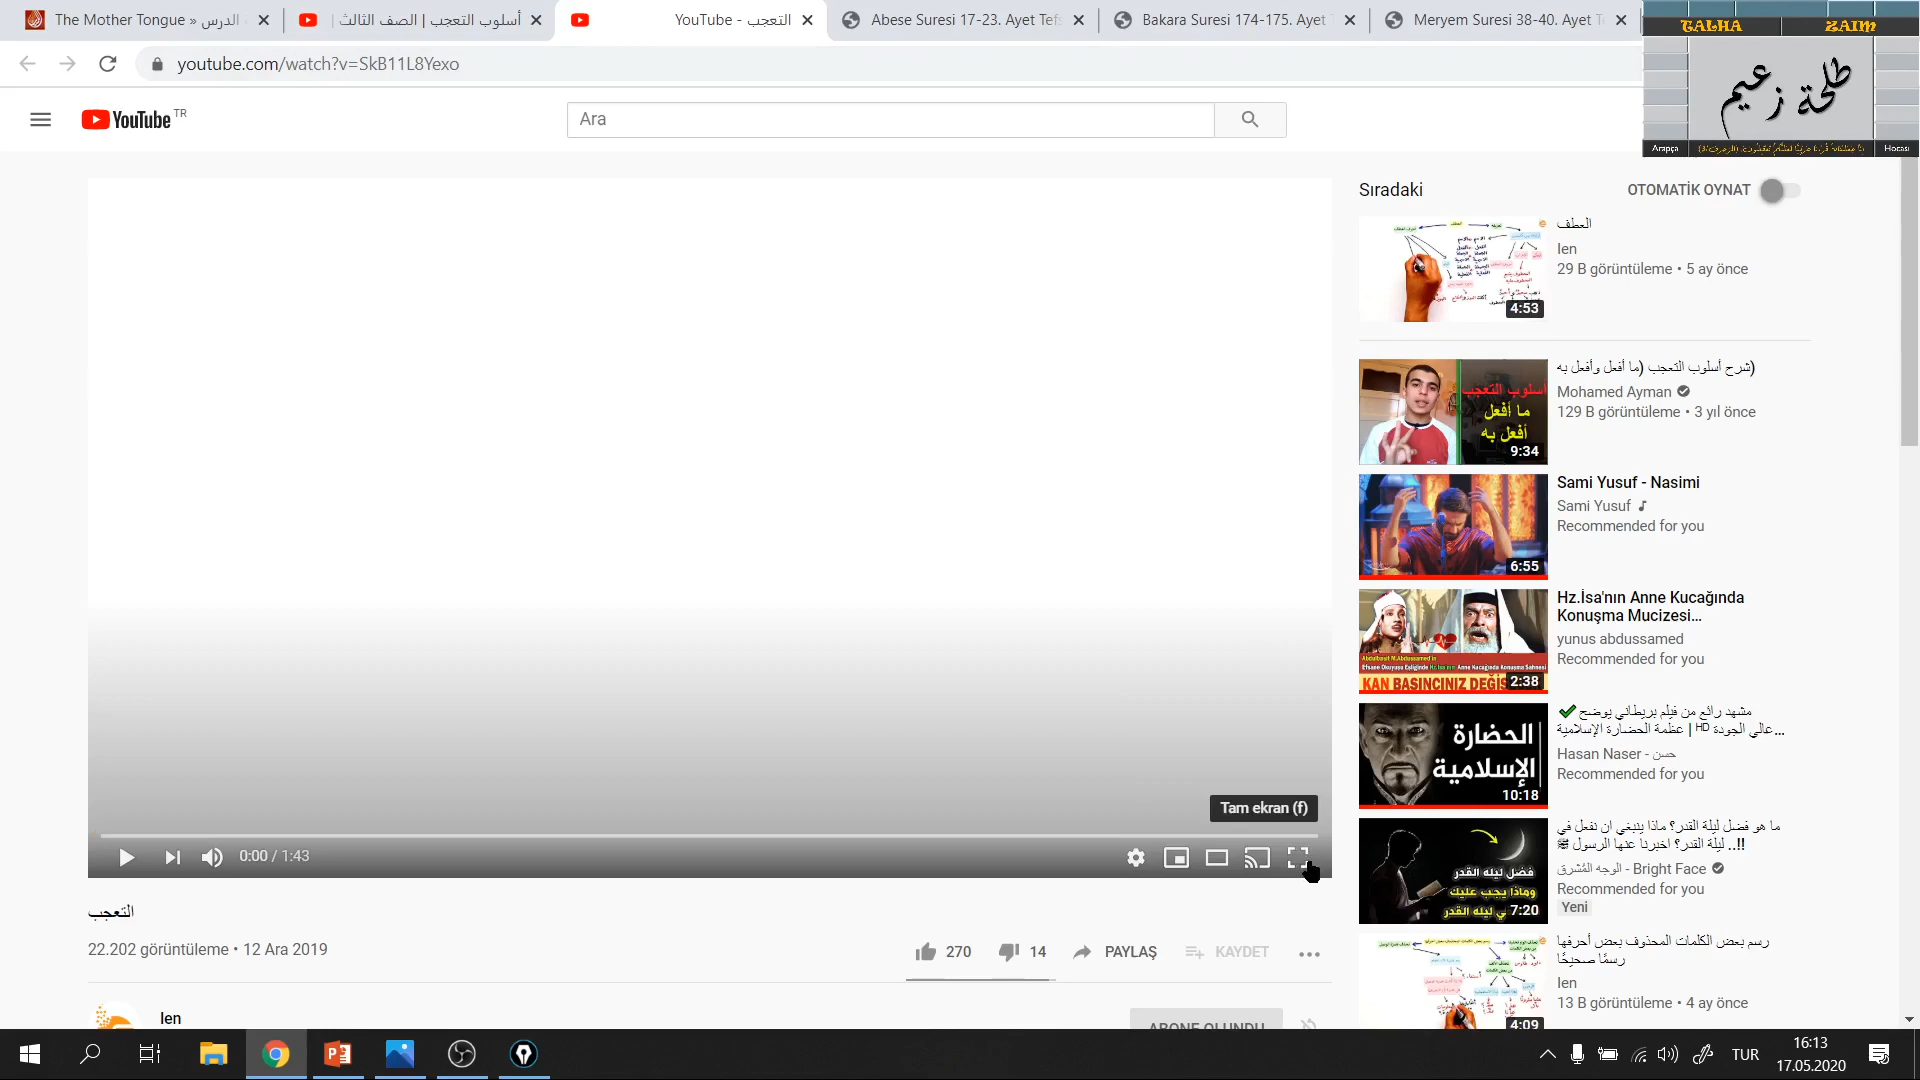 The Mother Tongue » الدرس
أسلوب التعجب | الصف الثالث |
التعجب - YouTube
Abese Suresi 17-23. Ayet Tefs
Bakara Suresi 174-175. Ayet T
Meryem Suresi 38-40. Ayet T
TALHA ZAIM
طلحة زعيم
Arapça
Hocası
youtube.com/watch?v=SkB11L8Yexo
YouTube TR
Ara
Sıradaki
OTOMATİK OYNAT
العطف
len
29 B görüntüleme • 5 ay önce
4:53
شرح أسلوب التعجب (ما أفعل وأفعل به)
Mohamed Ayman
129 B görüntüleme • 3 yıl önce
أسلوب التعجب
ما أفعل
أفعل به
9:34
Sami Yusuf - Nasimi
Sami Yusuf
Recommended for you
6:55
Hz.İsa'nın Anne Kucağında
Konuşma Mucizesi...
yunus abdussamed
Recommended for you
KAN BASINCINIZ DEĞİŞ
2:38
مشهد رائع من فيلم بريطاني يوضح
عظمة الحضارة الإسلامية | HD عالي الجودة...
Hasan Naser - حسن
Recommended for you
الحضارة
الإسلامية
10:18
ما هو فضل ليلة القدر؟ ماذا ينبغي ان نفعل في
ليلة القدر؟ اخبرنا عنها الرسول ﷺ ..!!
الوجه المُشرق - Bright Face
Recommended for you
Yeni
فضل ليله القدر
وماذا يجب عليك
في ليله القدر
7:20
رسم بعض الكلمات المحذوف بعض أحرفها
رسمًا صحيحًا
len
13 B görüntüleme • 4 ay önce
4:09
Tam ekran (f)
0:00 / 1:43
التعجب
22.202 görüntüleme • 12 Ara 2019
270
14
PAYLAŞ
KAYDET
len
ABONE OLUNDU
TUR
16:13
17.05.2020